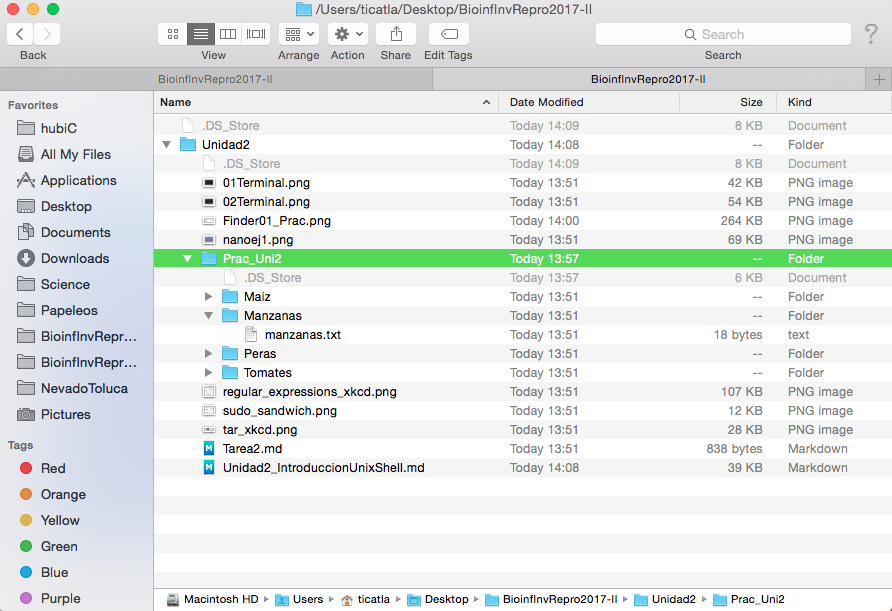 /Users/ticatla/Desktop/BioinfInvRepro2017-II
Search
Back View Arrange Action Share Edit Tags Search
BioinfInvRepro2017-II BioinfInvRepro2017-II
Favorites
hubiC
All My Files
Applications
Desktop
Documents
Downloads
Science
Papeleos
BioinfInvRepr...
BioinfInvRepr...
NevadoToluca
Pictures
Tags
Red
Orange
Yellow
Green
Blue
Purple
Name Date Modified Size Kind
.DS_Store Today 14:09 8 KB Document
Unidad2 Today 14:08 -- Folder
.DS_Store Today 14:09 8 KB Document
01Terminal.png Today 13:51 42 KB PNG image
02Terminal.png Today 13:51 54 KB PNG image
Finder01_Prac.png Today 14:00 264 KB PNG image
nanoej1.png Today 13:51 69 KB PNG image
Prac_Uni2 Today 13:57 -- Folder
.DS_Store Today 13:57 6 KB Document
Maiz Today 13:51 -- Folder
Manzanas Today 13:51 -- Folder
manzanas.txt Today 13:51 18 bytes text
Peras Today 13:51 -- Folder
Tomates Today 13:51 -- Folder
regular_expressions_xkcd.png Today 13:51 107 KB PNG image
sudo_sandwich.png Today 13:51 12 KB PNG image
tar_xkcd.png Today 13:51 28 KB PNG image
Tarea2.md Today 13:51 838 bytes Markdown
Unidad2_IntroduccionUnixShell.md Today 14:08 39 KB Markdown
Macintosh HD Users ticatla Desktop BioinfInvRepro2017-II Unidad2 Prac_Uni2